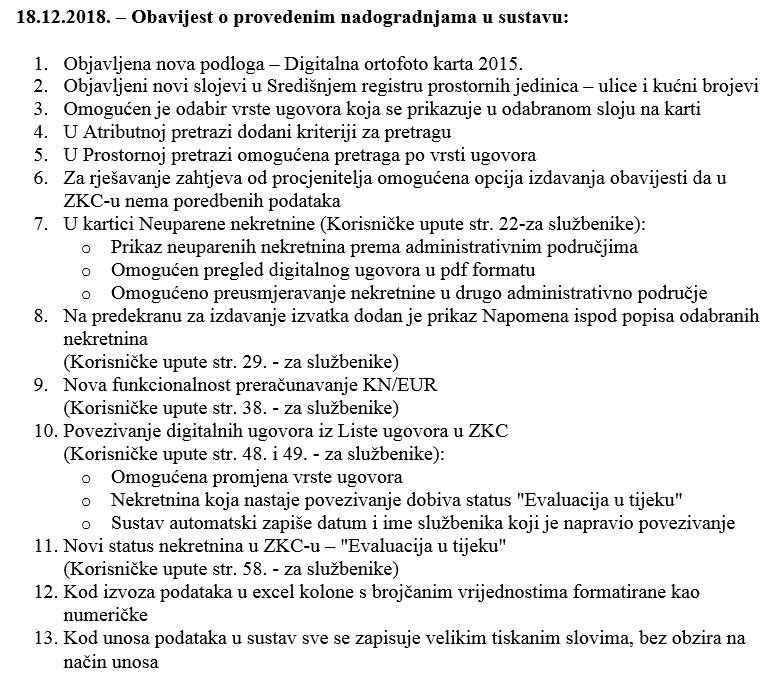 18.12.2018. – Obavijest o provedenim nadogradnjama u sustavu:
1. Objavljena nova podloga – Digitalna ortofoto karta 2015.
2. Objavljeni novi slojevi u Središnjem registru prostornih jedinica – ulice i kućni brojevi
3. Omogućen je odabir vrste ugovora koja se prikazuje u odabranom sloju na karti
4. U Atributnoj pretrazi dodani kriteriji za pretragu
5. U Prostornoj pretrazi omogućena pretraga po vrsti ugovora
6. Za rješavanje zahtjeva od procjenitelja omogućena opcija izdavanja obavijesti da u
ZKC-u nema poredbenih podataka
7. U kartici Neuparene nekretnine (Korisničke upute str. 22-za službenike):
o Prikaz neuparenih nekretnina prema administrativnim područjima
o Omogućen pregled digitalnog ugovora u pdf formatu
o Omogućeno preusmjeravanje nekretnine u drugo administrativno područje
8. Na predekranu za izdavanje izvatka dodan je prikaz Napomena ispod popisa odabranih
nekretnina
(Korisničke upute str. 29. - za službenike)
9. Nova funkcionalnost preračunavanje KN/EUR
(Korisničke upute str. 38. - za službenike)
10. Povezivanje digitalnih ugovora iz Liste ugovora u ZKC
(Korisničke upute str. 48. i 49. - za službenike):
o Omogućena promjena vrste ugovora
o Nekretnina koja nastaje povezivanje dobiva status "Evaluacija u tijeku"
o Sustav automatski zapiše datum i ime službenika koji je napravio povezivanje
11. Novi status nekretnina u ZKC-u – "Evaluacija u tijeku"
(Korisničke upute str. 58. - za službenike)
12. Kod izvoza podataka u excel kolone s brojčanim vrijednostima formatirane kao
numeričke
13. Kod unosa podataka u sustav sve se zapisuje velikim tiskanim slovima, bez obzira na
način unosa